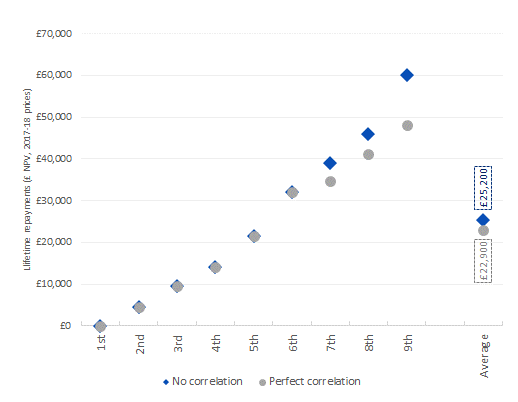 £70,000
£60,000
£50,000
£40,000
£30,000
£20,000
£10,000
£0
Lifetime repayments (£ NPV, 2017-18 prices)
£25,200
£22,900
1st
2nd
3rd
4th
5th
6th
7th
8th
9th
Average
No correlation
Perfect correlation